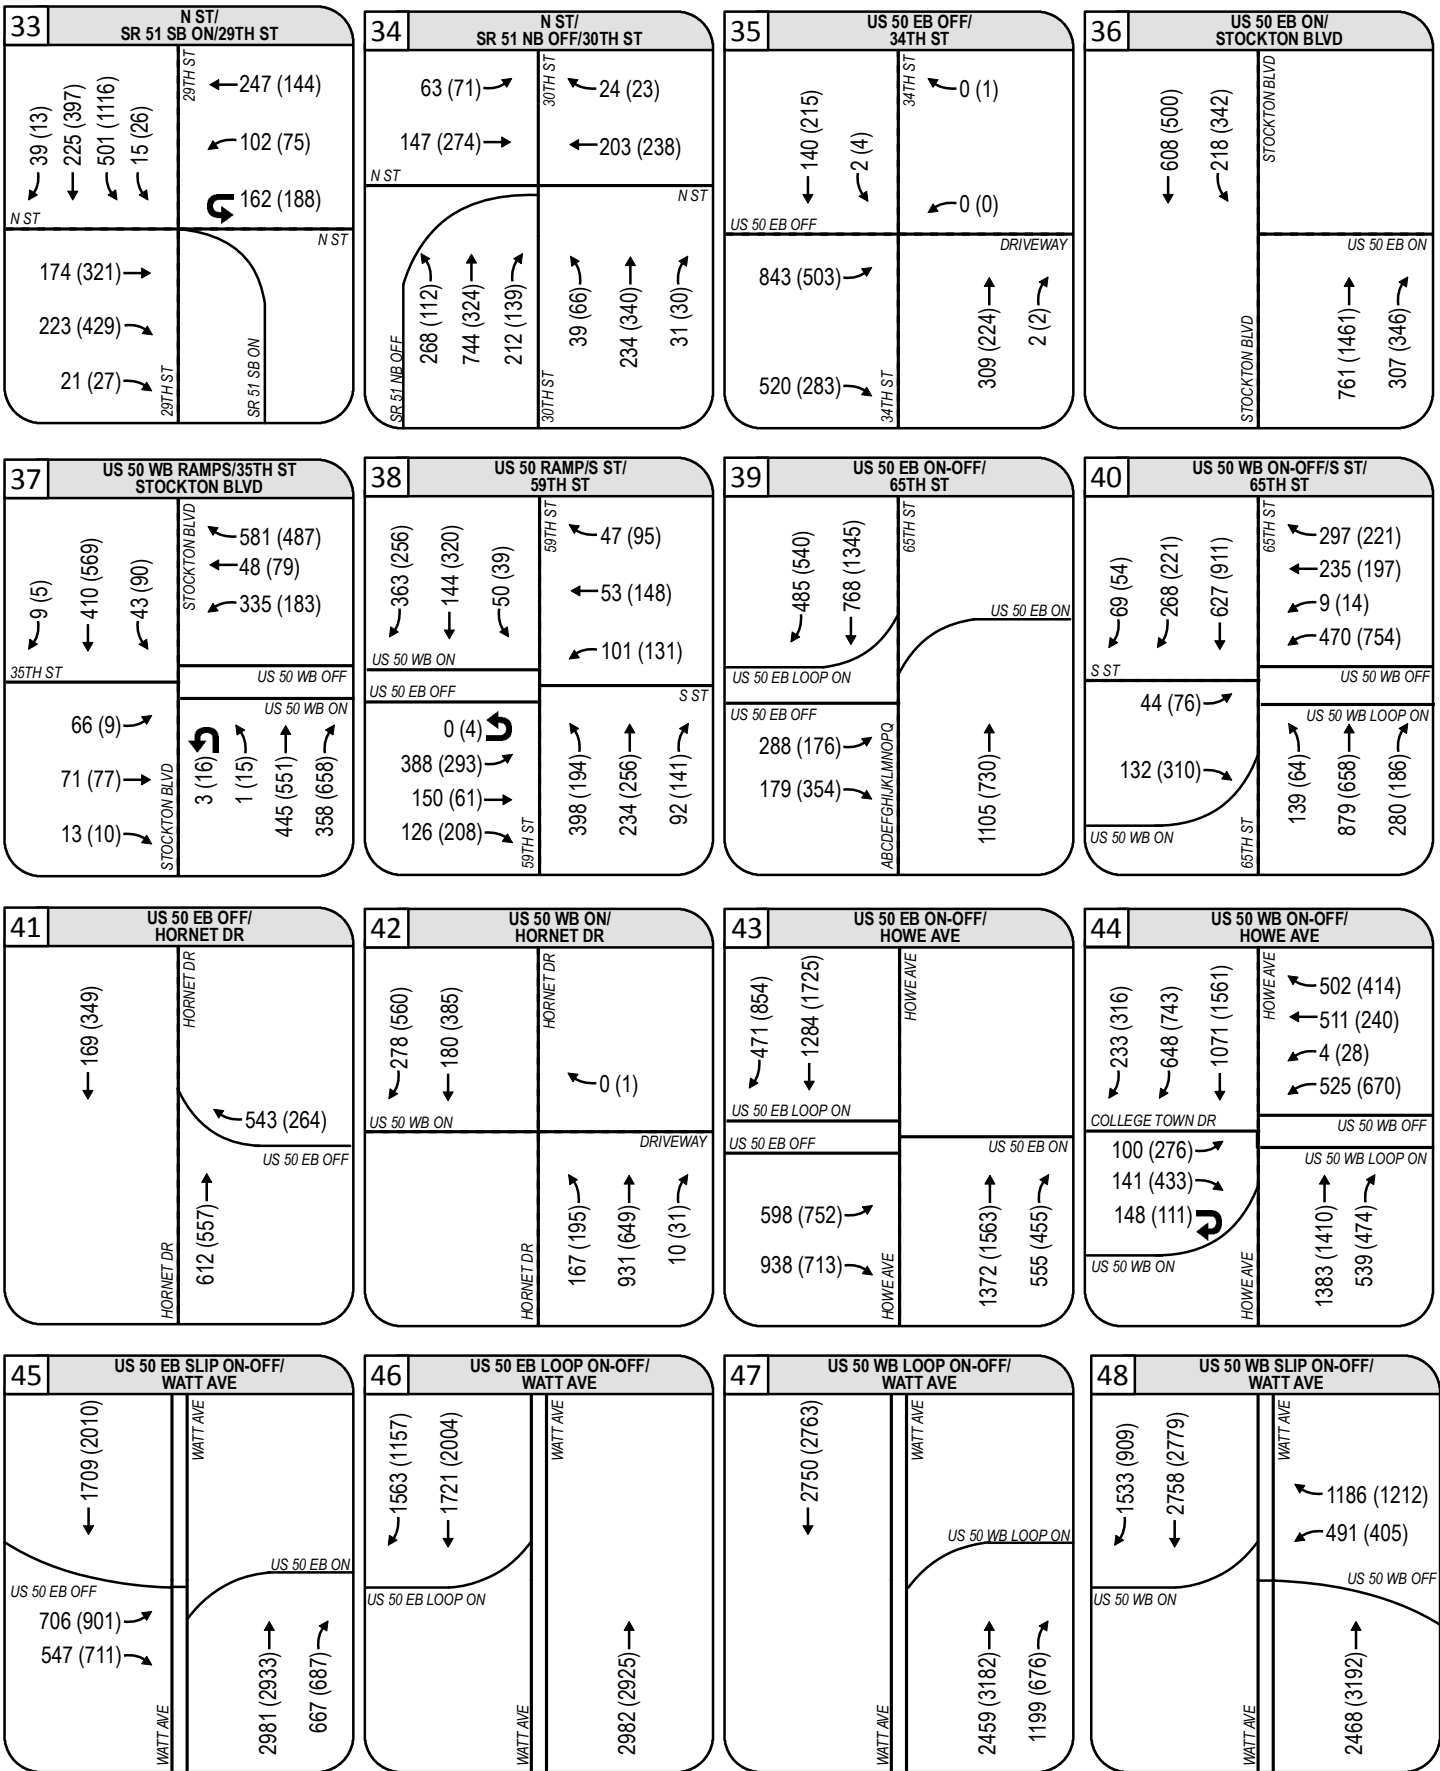 33
N ST/
SR 51 SB ON/29TH ST
39 (13)
225 (397)
501 (1116)
15 (26)
29TH ST
247 (144)
102 (75)
162 (188)
N ST
N ST
174 (321)
223 (429)
21 (27)
29TH ST
SR 51 SB ON
34
N ST/
SR 51 NB OFF/30TH ST
63 (71)
147 (274)
30TH ST
24 (23)
203 (238)
N ST
N ST
SR 51 NB OFF
268 (112)
744 (324)
212 (139)
30TH ST
39 (66)
234 (340)
31 (30)
35
US 50 EB OFF/
34TH ST
140 (215)
2 (4)
34TH ST
0 (1)
0 (0)
US 50 EB OFF
DRIVEWAY
843 (503)
520 (283)
34TH ST
309 (224)
2 (2)
36
US 50 EB ON/
STOCKTON BLVD
608 (500)
218 (342)
STOCKTON BLVD
US 50 EB ON
STOCKTON BLVD
761 (1461)
307 (346)
37
US 50 WB RAMPS/35TH ST
STOCKTON BLVD
9 (5)
410 (569)
43 (90)
STOCKTON BLVD
581 (487)
48 (79)
335 (183)
35TH ST
US 50 WB OFF
US 50 WB ON
66 (9)
71 (77)
13 (10)
STOCKTON BLVD
3 (16)
1 (15)
445 (551)
358 (658)
38
US 50 RAMP/S ST/
59TH ST
363 (256)
144 (320)
50 (39)
59TH ST
47 (95)
53 (148)
101 (131)
US 50 WB ON
US 50 EB OFF
S ST
0 (4)
388 (293)
150 (61)
126 (208)
59TH ST
398 (194)
234 (256)
92 (141)
39
US 50 EB ON-OFF/
65TH ST
485 (540)
768 (1345)
65TH ST
US 50 EB ON
US 50 EB LOOP ON
US 50 EB OFF
288 (176)
179 (354)
ABCDEFGHIJKLMNOPQ
1105 (730)
40
US 50 WB ON-OFF/S ST/
65TH ST
69 (54)
268 (221)
627 (911)
65TH ST
297 (221)
235 (197)
9 (14)
470 (754)
S ST
US 50 WB OFF
US 50 WB LOOP ON
44 (76)
132 (310)
US 50 WB ON
65TH ST
139 (64)
879 (658)
280 (186)
41
US 50 EB OFF/
HORNET DR
169 (349)
HORNET DR
543 (264)
US 50 EB OFF
HORNET DR
612 (557)
42
US 50 WB ON/
HORNET DR
278 (560)
180 (385)
HORNET DR
0 (1)
US 50 WB ON
DRIVEWAY
HORNET DR
167 (195)
931 (649)
10 (31)
43
US 50 EB ON-OFF/
HOWE AVE
471 (854)
1284 (1725)
HOWE AVE
US 50 EB LOOP ON
US 50 EB OFF
US 50 EB ON
598 (752)
938 (713)
HOWE AVE
1372 (1563)
555 (455)
44
US 50 WB ON-OFF/
HOWE AVE
233 (316)
648 (743)
1071 (1561)
HOWE AVE
502 (414)
511 (240)
4 (28)
525 (670)
COLLEGE TOWN DR
US 50 WB OFF
US 50 WB LOOP ON
100 (276)
141 (433)
148 (111)
US 50 WB ON
HOWE AVE
1383 (1410)
539 (474)
45
US 50 EB SLIP ON-OFF/
WATT AVE
1709 (2010)
WATT AVE
US 50 EB ON
US 50 EB OFF
706 (901)
547 (711)
WATT AVE
2981 (2933)
667 (687)
46
US 50 EB LOOP ON-OFF/
WATT AVE
1563 (1157)
1721 (2004)
WATT AVE
US 50 EB LOOP ON
WATT AVE
2982 (2925)
47
US 50 WB LOOP ON-OFF/
WATT AVE
2750 (2763)
WATT AVE
US 50 WB LOOP ON
WATT AVE
2459 (3182)
1199 (676)
48
US 50 WB SLIP ON-OFF/
WATT AVE
1533 (909)
2758 (2779)
WATT AVE
1186 (1212)
491 (405)
US 50 WB OFF
US 50 WB ON
WATT AVE
2468 (3192)